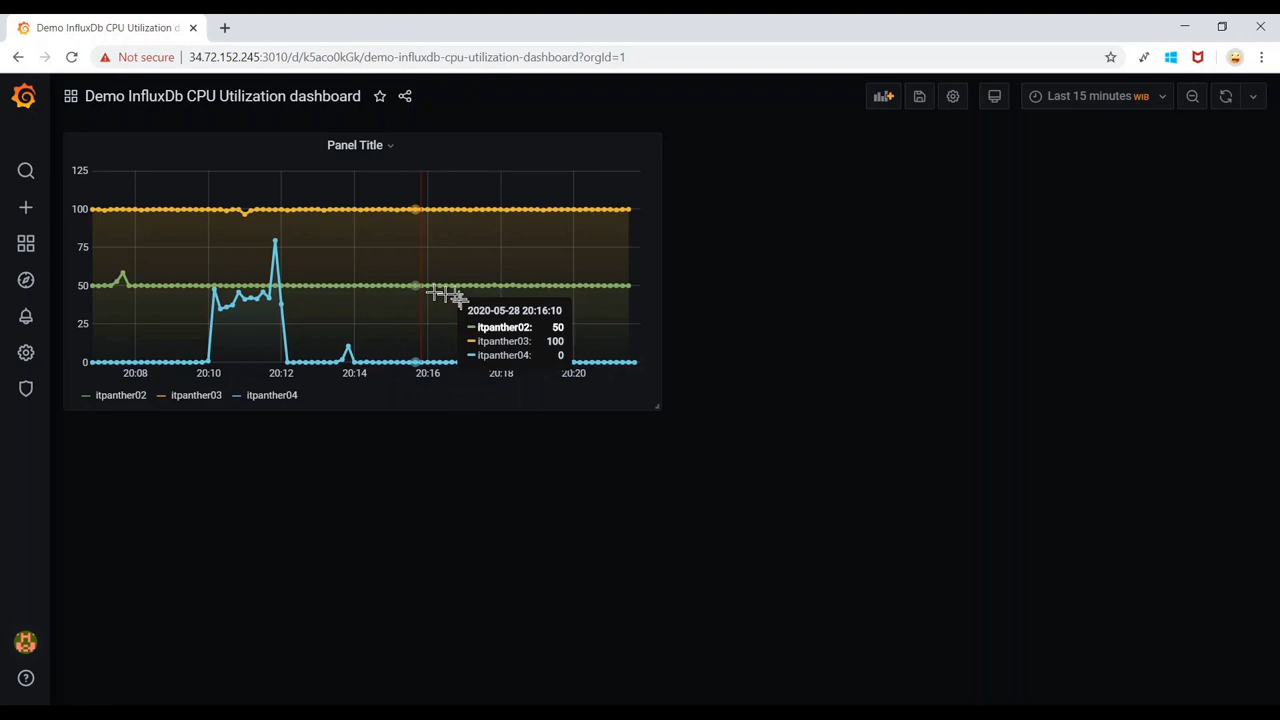 Demo InfluxDb CPU Utilization d
Not secure 34.72.152.245:3010/d/k5aco0kGk/demo-influxdb-cpu-utilization-dashboard?orgId=1
Demo InfluxDb CPU Utilization dashboard
Last 15 minutes WIB
Panel Title
125
100
75
50
25
0
20:08 20:10 20:12 20:14 20:16 20:18 20:20
2020-05-28 20:16:10
itpanther02: 50
itpanther03: 100
itpanther04: 0
itpanther02 itpanther03 itpanther04